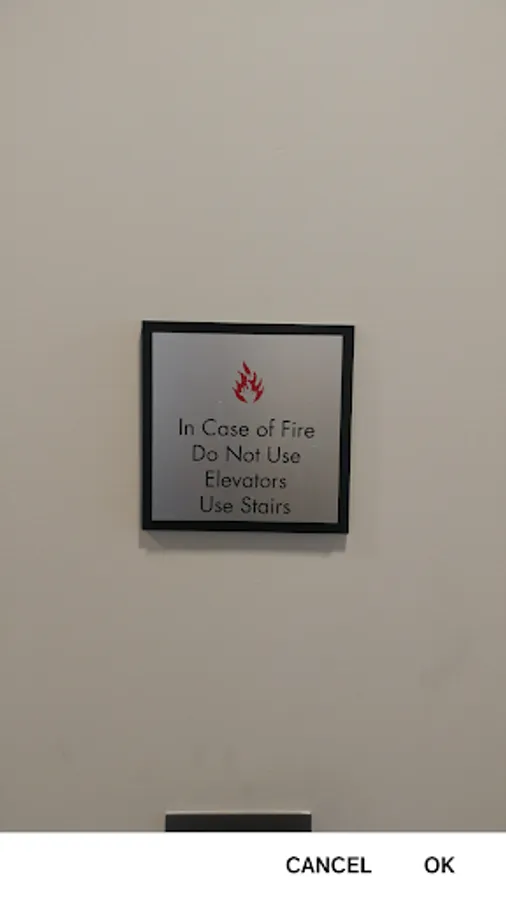 In Case of Fire
Do Not Use
Elevators
Use Stairs
CANCEL OK